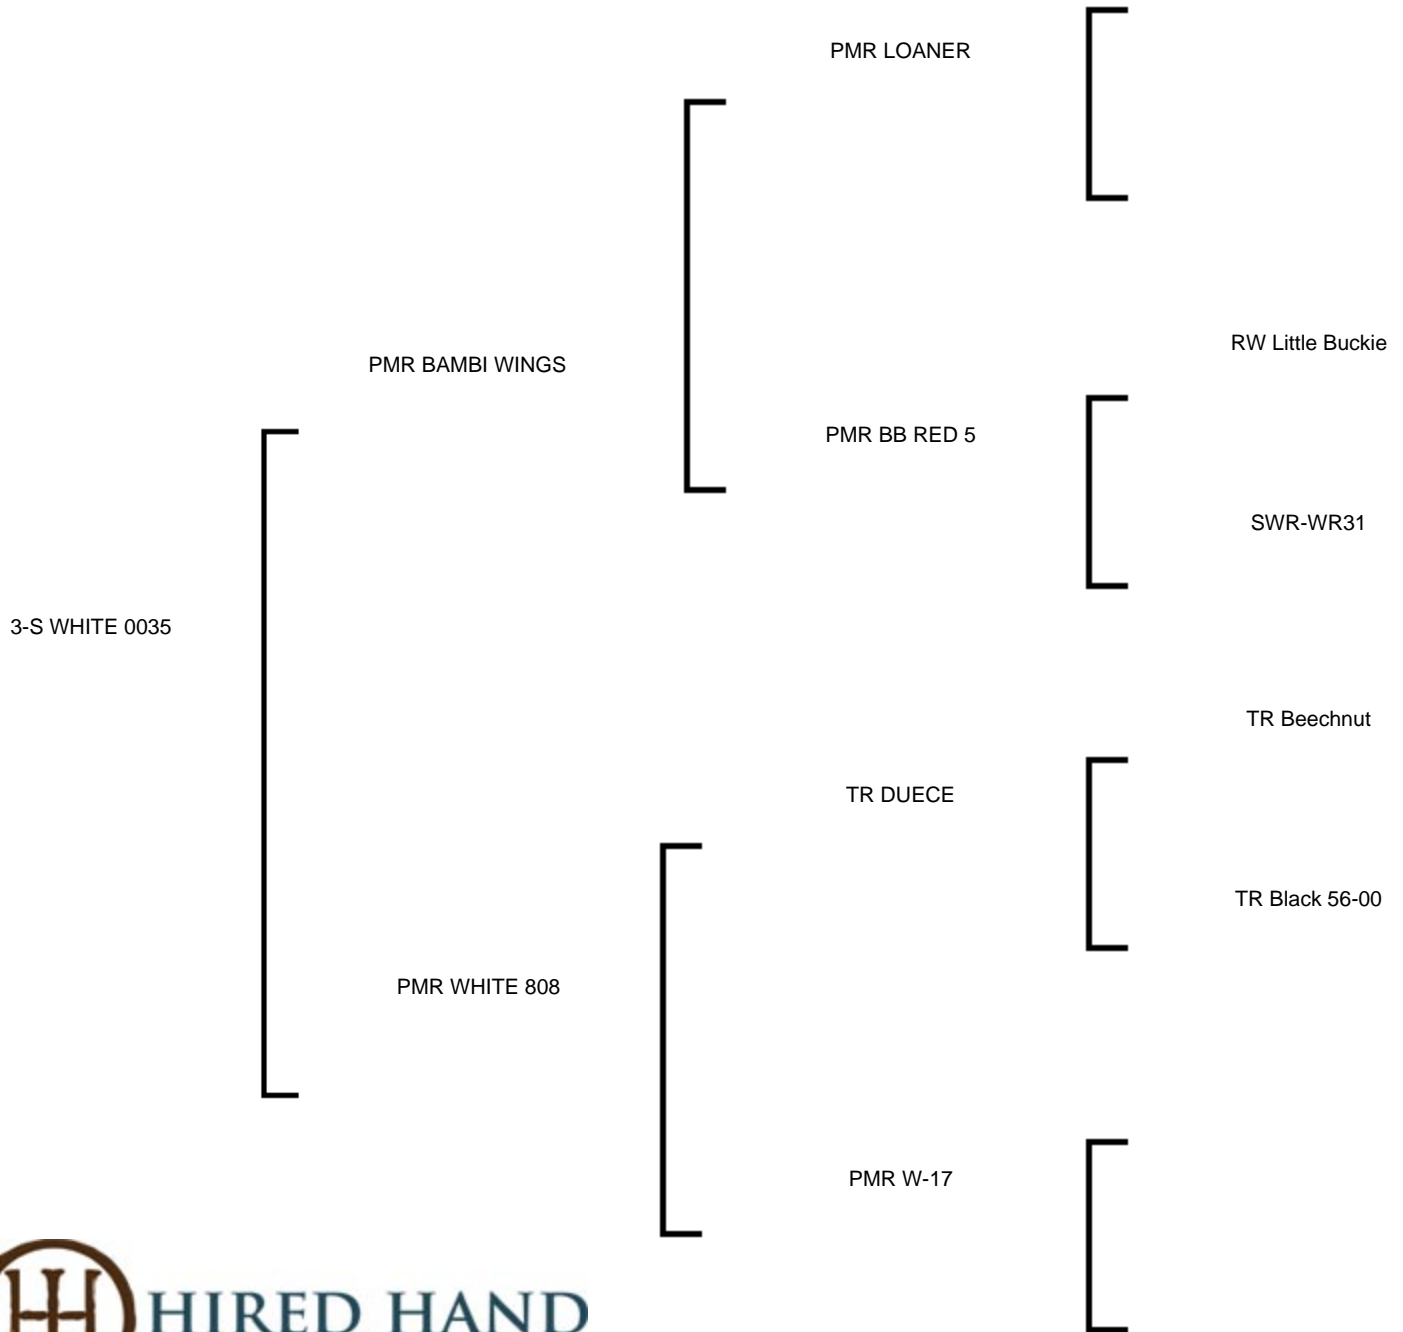 PMR LOANER
RW Little Buckie
PMR BAMBI WINGS
PMR BB RED 5
SWR-WR31
3-S WHITE 0035
TR Beechnut
TR DUECE
TR Black 56-00
PMR WHITE 808
PMR W-17
HIRED HAND